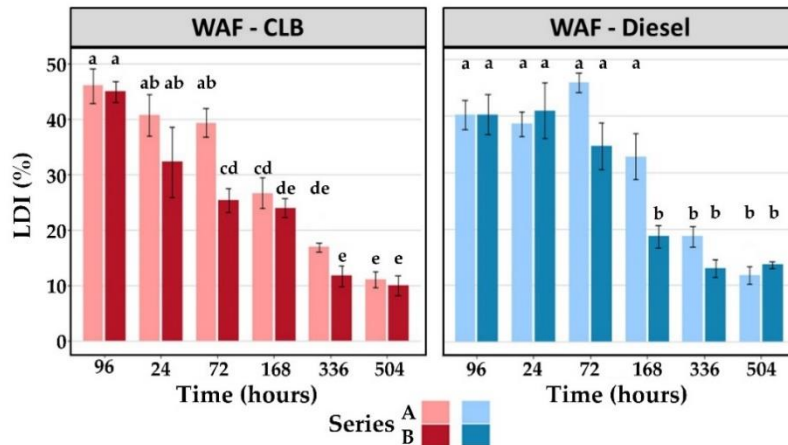 WAF - CLB
WAF - Diesel
LDI (%)
50
40
30
20
10
0
a a ab ab ab cd cd de de e e e
a a a a a a a b b b b b
96 24 72 168 336 504
96 24 72 168 336 504
Time (hours)
Time (hours)
Series A
B